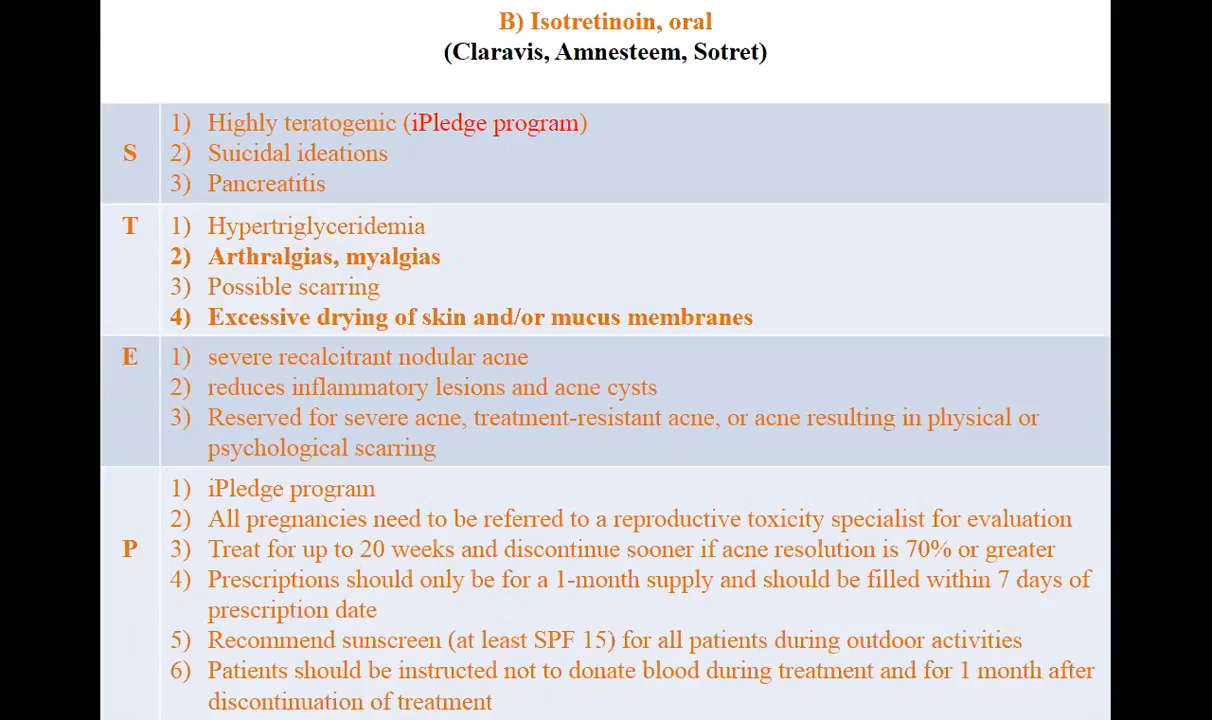 B) Isotretinoin, oral
(Claravis, Amnesteem, Sotret)
S
1) Highly teratogenic (iPledge program)
2) Suicidal ideations
3) Pancreatitis
T
1) Hypertriglyceridemia
2) Arthralgias, myalgias
3) Possible scarring
4) Excessive drying of skin and/or mucus membranes
E
1) severe recalcitrant nodular acne
2) reduces inflammatory lesions and acne cysts
3) Reserved for severe acne, treatment-resistant acne, or acne resulting in physical or
psychological scarring
P
1) iPledge program
2) All pregnancies need to be referred to a reproductive toxicity specialist for evaluation
3) Treat for up to 20 weeks and discontinue sooner if acne resolution is 70% or greater
4) Prescriptions should only be for a 1-month supply and should be filled within 7 days of
prescription date
5) Recommend sunscreen (at least SPF 15) for all patients during outdoor activities
6) Patients should be instructed not to donate blood during treatment and for 1 month after
discontinuation of treatment